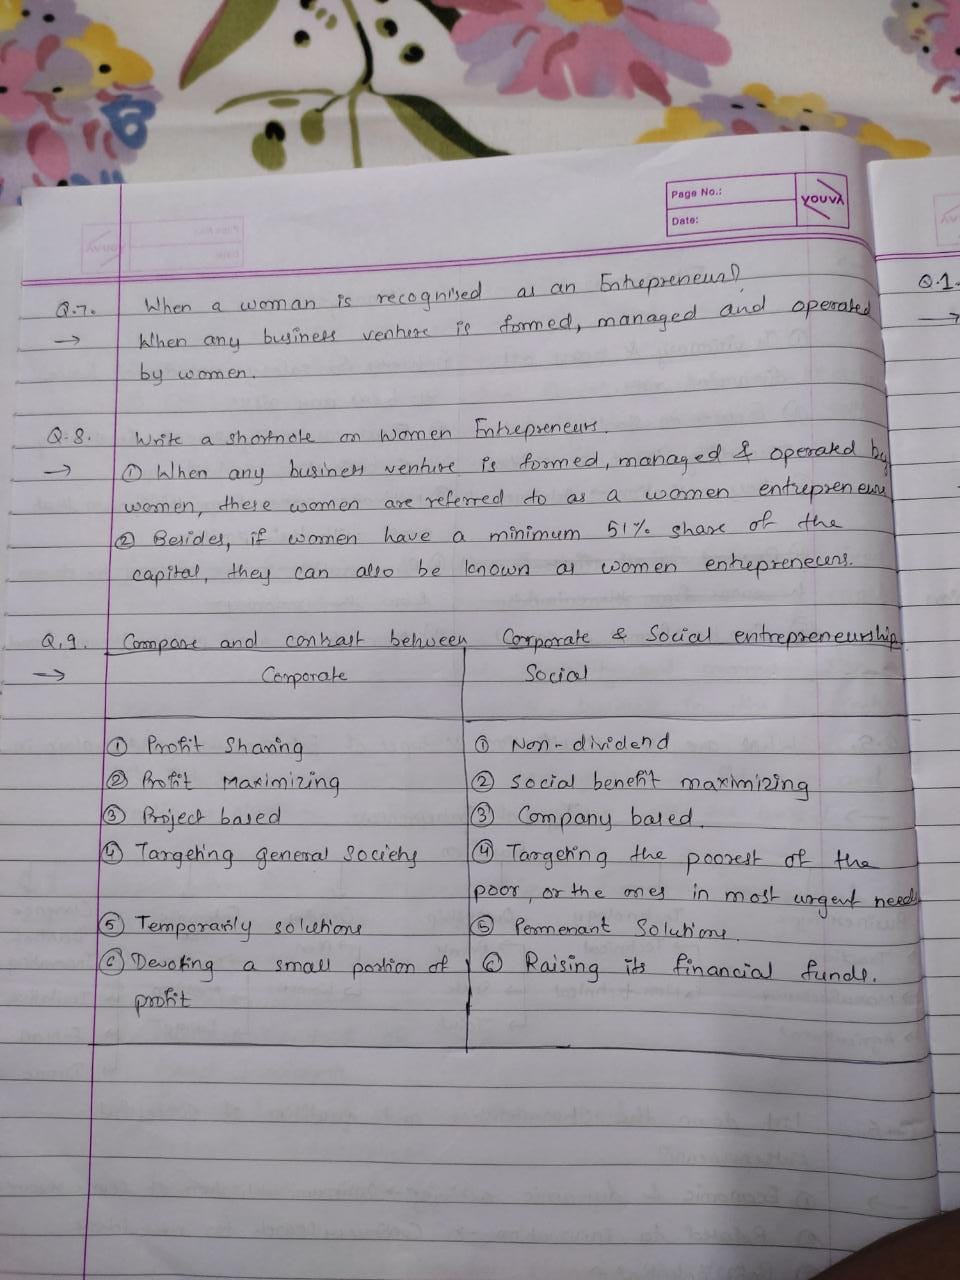 Page No.:
Date:
YOUVA
Q.7. When a woman is recognised as an Entrepreneur?
→ When any business venture is formed, managed and operated
by women.
Q.8. Write a shortnote on Women Entrepreneurs.
→ ① When any business venture is formed, managed & operated by
women, these women are referred to as a women entrepreneurs
② Besides, if women have a minimum 51% share of the
capital, they can also be known as women entreprenecers.
Q.9. Compare and contrast between Corporate & Social entrepreneurship.
→ Corporate Social
① Profit Sharing ① Non-dividend
② Profit Maximizing ② Social benefit maximizing
③ Project based ③ Company based.
④ Targeting general society ④ Targeting the poorest of the
poor, or the ones in most urgent needs
⑤ Temporarily solutions ⑤ Permenant Solutions.
⑥ Devoting a small portion of ⑥ Raising its financial funds.
profit
Q.1.
→